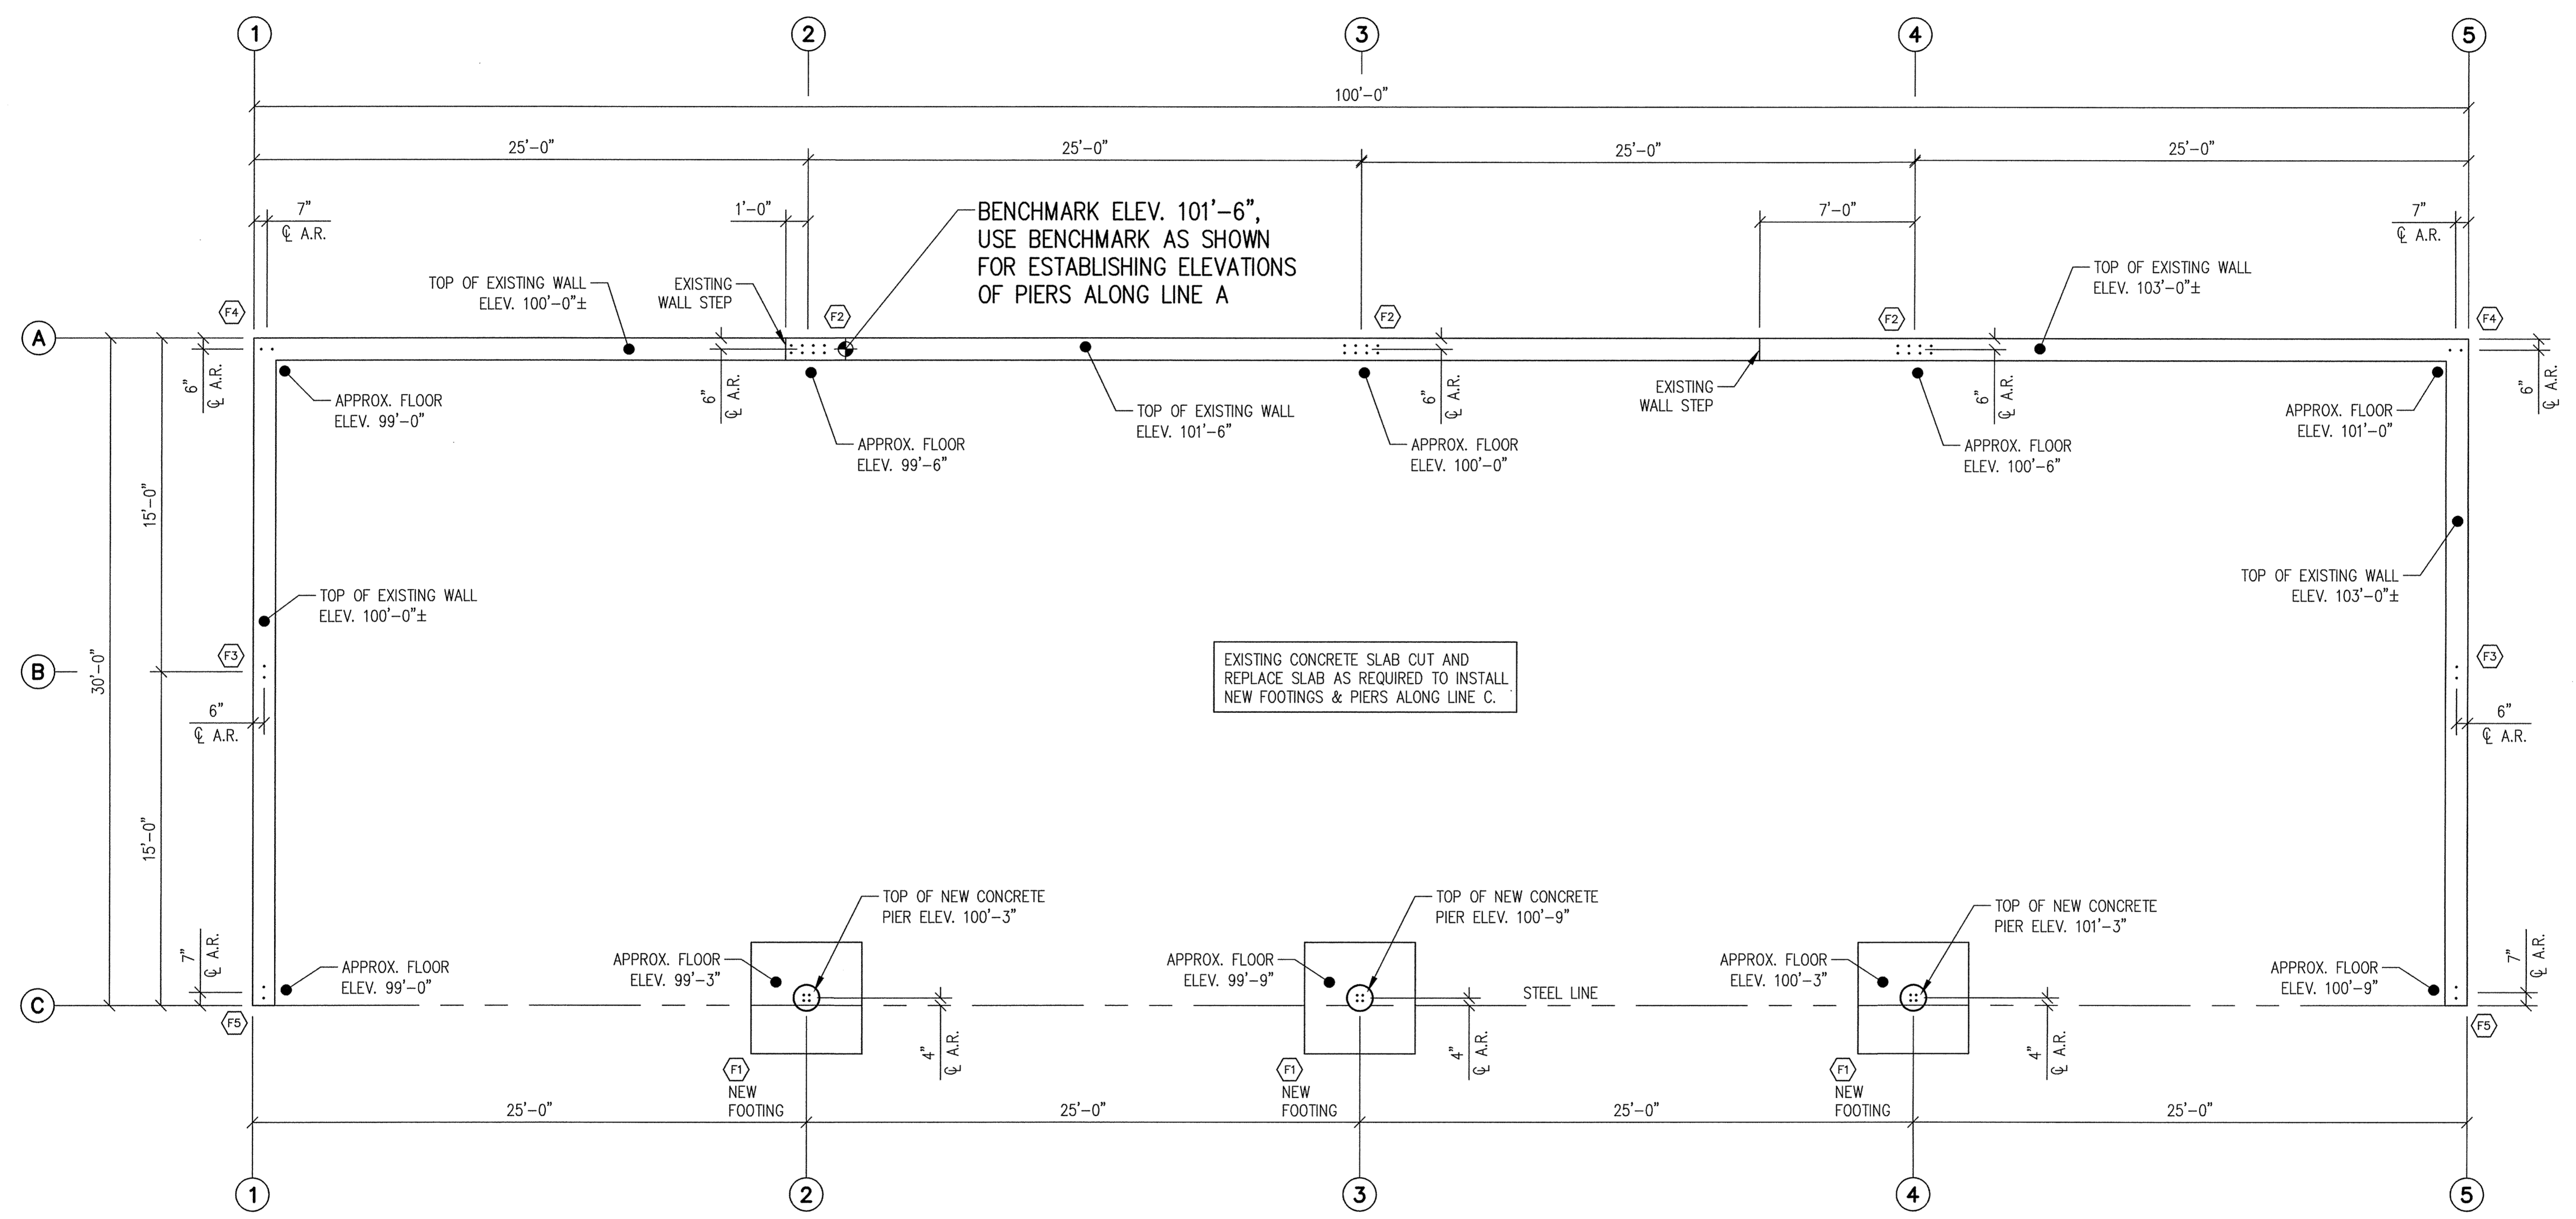 1
2
3
4
5
100'-0"
25'-0"
25'-0"
25'-0"
25'-0"
7"
℄ A.R.
1'-0"
BENCHMARK ELEV. 101'-6",
USE BENCHMARK AS SHOWN
FOR ESTABLISHING ELEVATIONS
OF PIERS ALONG LINE A
7'-0"
7"
℄ A.R.
TOP OF EXISTING WALL
ELEV. 100'-0"±
EXISTING
WALL STEP
TOP OF EXISTING WALL
ELEV. 103'-0"±
F4
F2
F2
F2
F4
A
6"
℄ A.R.
APPROX. FLOOR
ELEV. 99'-0"
6"
℄ A.R.
APPROX. FLOOR
ELEV. 99'-6"
TOP OF EXISTING WALL
ELEV. 101'-6"
6"
℄ A.R.
APPROX. FLOOR
ELEV. 100'-0"
EXISTING
WALL STEP
6"
℄ A.R.
APPROX. FLOOR
ELEV. 100'-6"
APPROX. FLOOR
ELEV. 101'-0"
6"
℄ A.R.
15'-0"
30'-0"
TOP OF EXISTING WALL
ELEV. 100'-0"±
TOP OF EXISTING WALL
ELEV. 103'-0"±
F3
F3
B
EXISTING CONCRETE SLAB CUT AND
REPLACE SLAB AS REQUIRED TO INSTALL
NEW FOOTINGS & PIERS ALONG LINE C.
6"
℄ A.R.
6"
℄ A.R.
15'-0"
7"
℄ A.R.
APPROX. FLOOR
ELEV. 99'-0"
APPROX. FLOOR
ELEV. 99'-3"
TOP OF NEW CONCRETE
PIER ELEV. 100'-3"
APPROX. FLOOR
ELEV. 99'-9"
TOP OF NEW CONCRETE
PIER ELEV. 100'-9"
STEEL LINE
APPROX. FLOOR
ELEV. 100'-3"
TOP OF NEW CONCRETE
PIER ELEV. 101'-3"
APPROX. FLOOR
ELEV. 100'-9"
7"
℄ A.R.
C
F5
F5
4"
℄ A.R.
4"
℄ A.R.
4"
℄ A.R.
F1
NEW
FOOTING
F1
NEW
FOOTING
F1
NEW
FOOTING
25'-0"
25'-0"
25'-0"
25'-0"
1
2
3
4
5